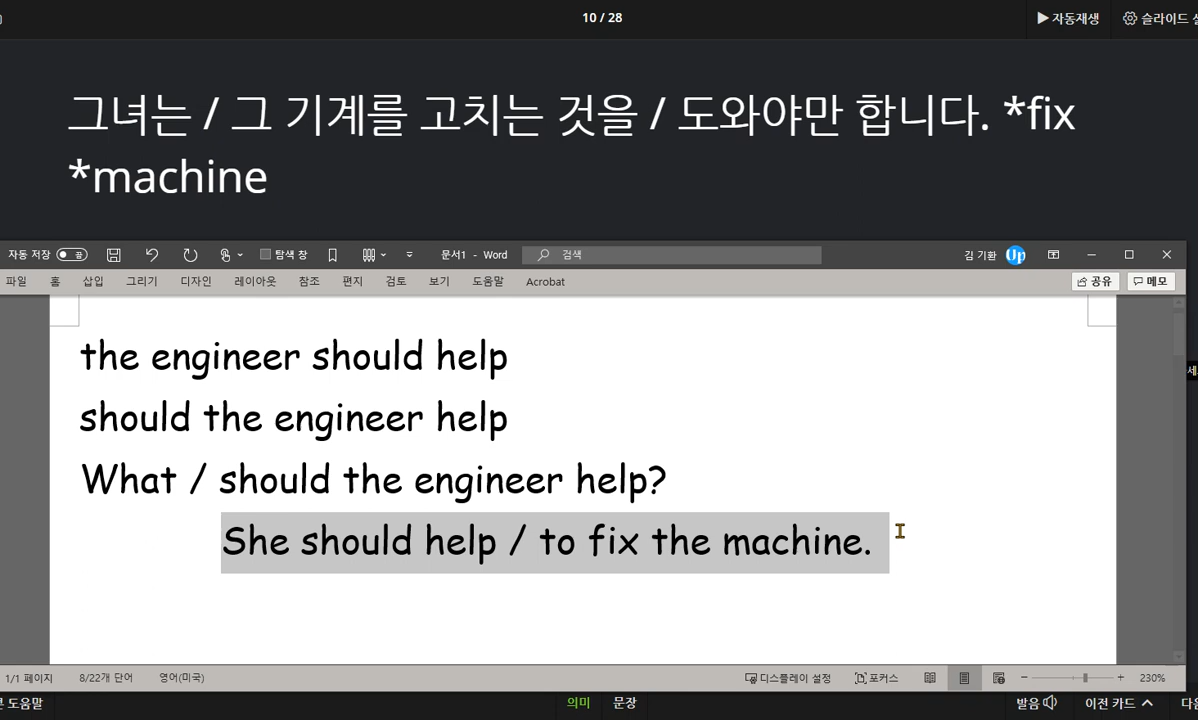 10 / 28
▶ 자동재생
슬라이드 설
그녀는 / 그 기계를 고치는 것을 / 도와야만 합니다. *fix
*machine
자동 저장 끔
탐색 창
문서1 - Word
검색
김 기환
Up
파일 홈 삽입 그리기 디자인 레이아웃 참조 편지 검토 보기 도움말 Acrobat
공유
메모
the engineer should help
should the engineer help
What / should the engineer help?
She should help / to fix the machine.
세
1/1 페이지 8/22개 단어 영어(미국)
디스플레이 설정 포커스 − + 230%
도움말
의미 문장
발음
이전 카드
다음